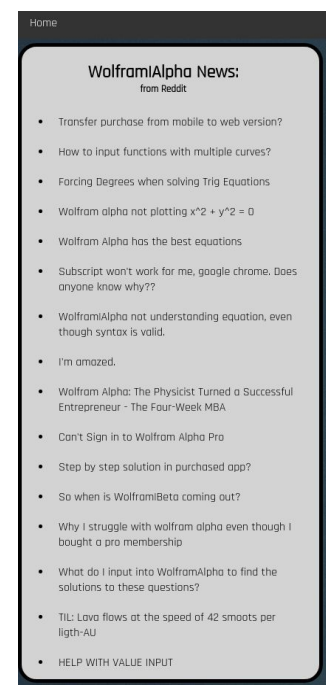 Home
Wolfram|Alpha News:
from Reddit
Transfer purchase from mobile to web version?
How to input functions with multiple curves?
Forcing Degrees when solving Trig Equations
Wolfram alpha not plotting x^2 + y^2 = 0
Wolfram Alpha has the best equations
Subscript won't work for me, google chrome. Does
anyone know why??
Wolfram|Alpha not understanding equation, even
though syntax is valid.
I'm amazed.
Wolfram Alpha: The Physicist Turned a Successful
Entrepreneur - The Four-Week MBA
Can't Sign in to Wolfram Alpha Pro
Step by step solution in purchased app?
So when is Wolfram|Beta coming out?
Why I struggle with wolfram alpha even though I
bought a pro membership
What do I input into WolframAlpha to find the
solutions to these questions?
TIL: Lava flows at the speed of 42 smoots per
ligth-AU
HELP WITH VALUE INPUT